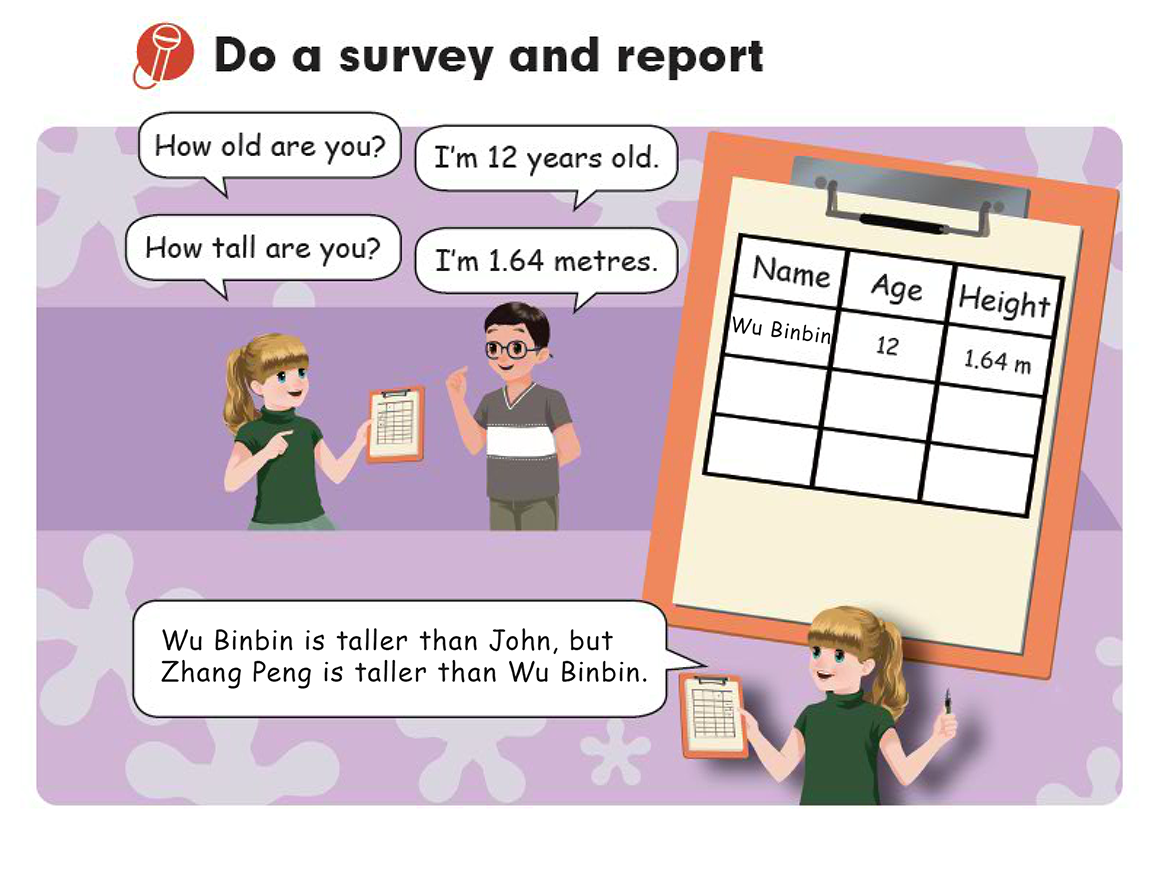 Do a survey and report
How old are you?
I'm 12 years old.
How tall are you?
I'm 1.64 metres.
Name Age Height
Wu Binbin 12 1.64 m
Wu Binbin is taller than John, but
Zhang Peng is taller than Wu Binbin.